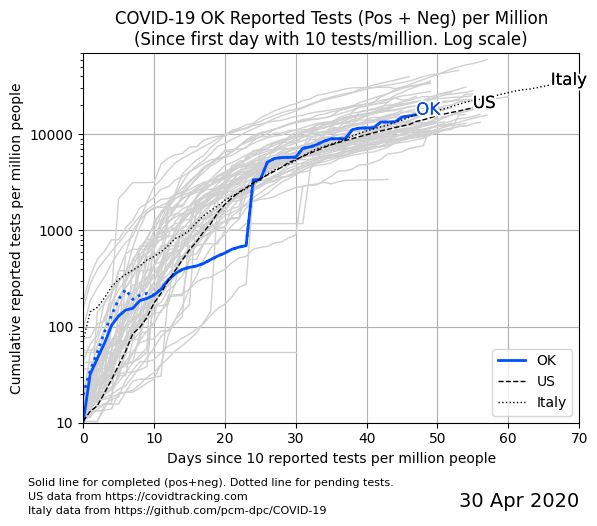 COVID-19 OK Reported Tests (Pos + Neg) per Million
(Since first day with 10 tests/million. Log scale)
Cumulative reported tests per million people
10000
1000
100
10
Italy
US
OK
OK
US
Italy
0 10 20 30 40 50 60 70
Days since 10 reported tests per million people
Solid line for completed (pos+neg). Dotted line for pending tests.
US data from https://covidtracking.com
Italy data from https://github.com/pcm-dpc/COVID-19
30 Apr 2020